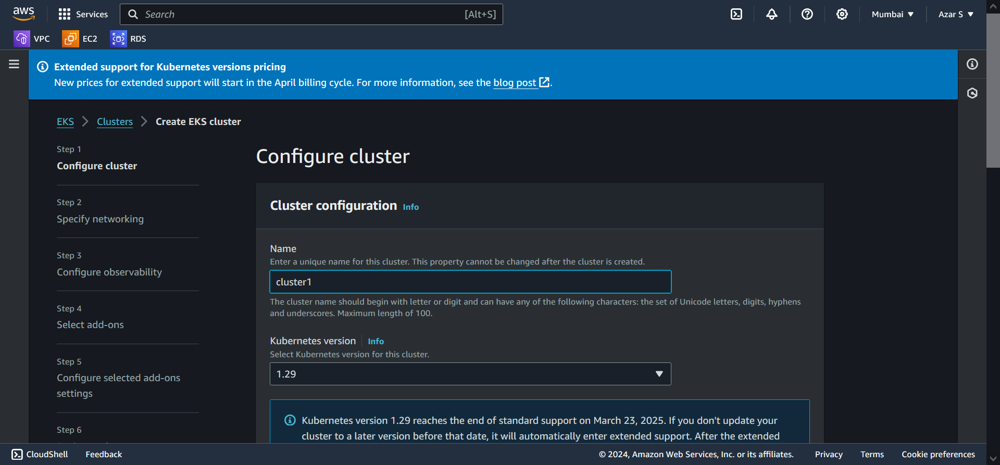 aws
Services
Search
[Alt+S]
Mumbai
Azar S
VPC
EC2
RDS
Extended support for Kubernetes versions pricing
New prices for extended support will start in the April billing cycle. For more information, see the blog post.
EKS
Clusters
Create EKS cluster
Step 1
Configure cluster
Step 2
Specify networking
Step 3
Configure observability
Step 4
Select add-ons
Step 5
Configure selected add-ons
settings
Step 6
Configure cluster
Cluster configuration Info
Name
Enter a unique name for this cluster. This property cannot be changed after the cluster is created.
cluster1
The cluster name should begin with letter or digit and can have any of the following characters: the set of Unicode letters, digits, hyphens
and underscores. Maximum length of 100.
Kubernetes version Info
Select Kubernetes version for this cluster.
1.29
Kubernetes version 1.29 reaches the end of standard support on March 23, 2025. If you don't update your
cluster to a later version before that date, it will automatically enter extended support. After the extended
CloudShell
Feedback
© 2024, Amazon Web Services, Inc. or its affiliates.
Privacy
Terms
Cookie preferences